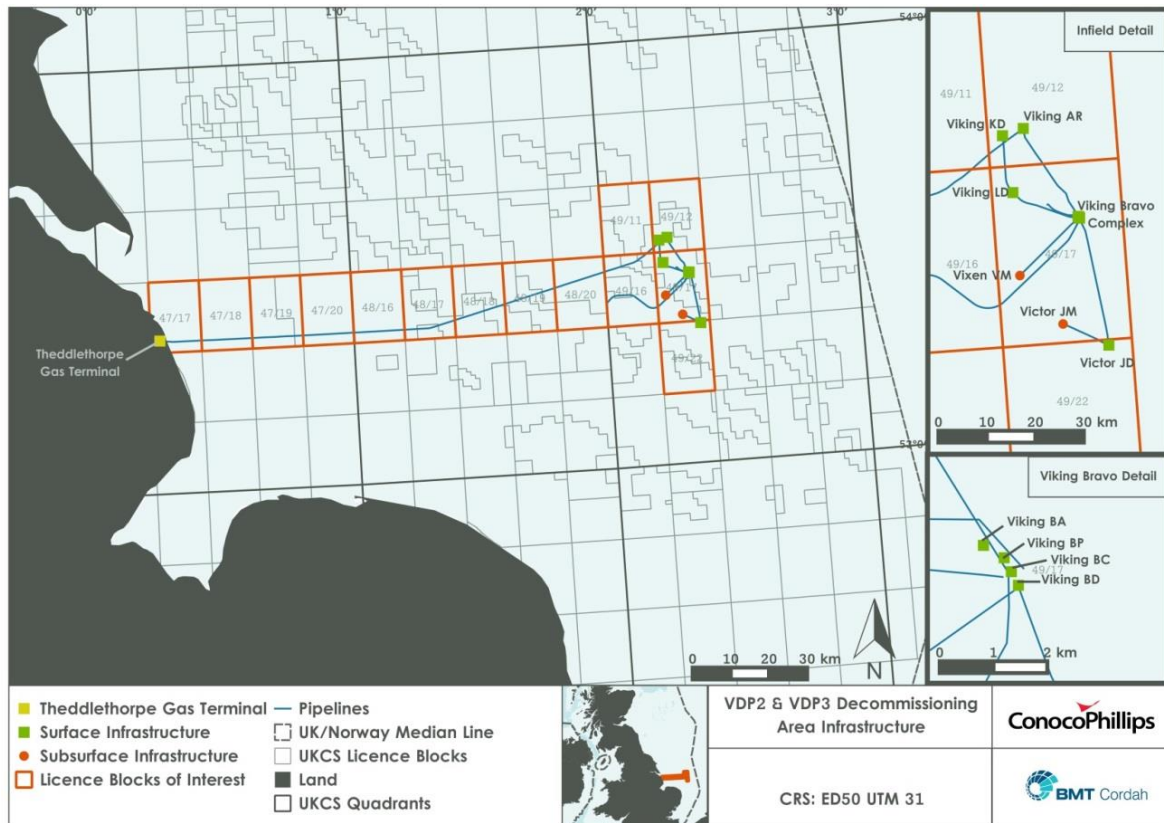 0°0'
1°0'
2°0'
3°0'
54°0
53°0
49/11
49/12
47/17
47/18
47/19
47/20
48/16
48/17
48/18
48/19
48/20
49/16
49/17
49/22
Theddlethorpe
Gas Terminal
0 10 20 30 km
N
Infield Detail
49/11
49/12
Viking KD
Viking AR
Viking LD
Viking Bravo
Complex
49/16
49/17
Vixen VM
Victor JM
Victor JD
49/22
0 10 20 30 km
Viking Bravo Detail
Viking BA
Viking BP
Viking BC
49/17
Viking BD
0 1 2 km
Theddlethorpe Gas Terminal
Surface Infrastructure
Subsurface Infrastructure
Licence Blocks of Interest
Pipelines
UK/Norway Median Line
UKCS Licence Blocks
Land
UKCS Quadrants
VDP2 & VDP3 Decommissioning
Area Infrastructure
CRS: ED50 UTM 31
ConocoPhillips
BMT Cordah